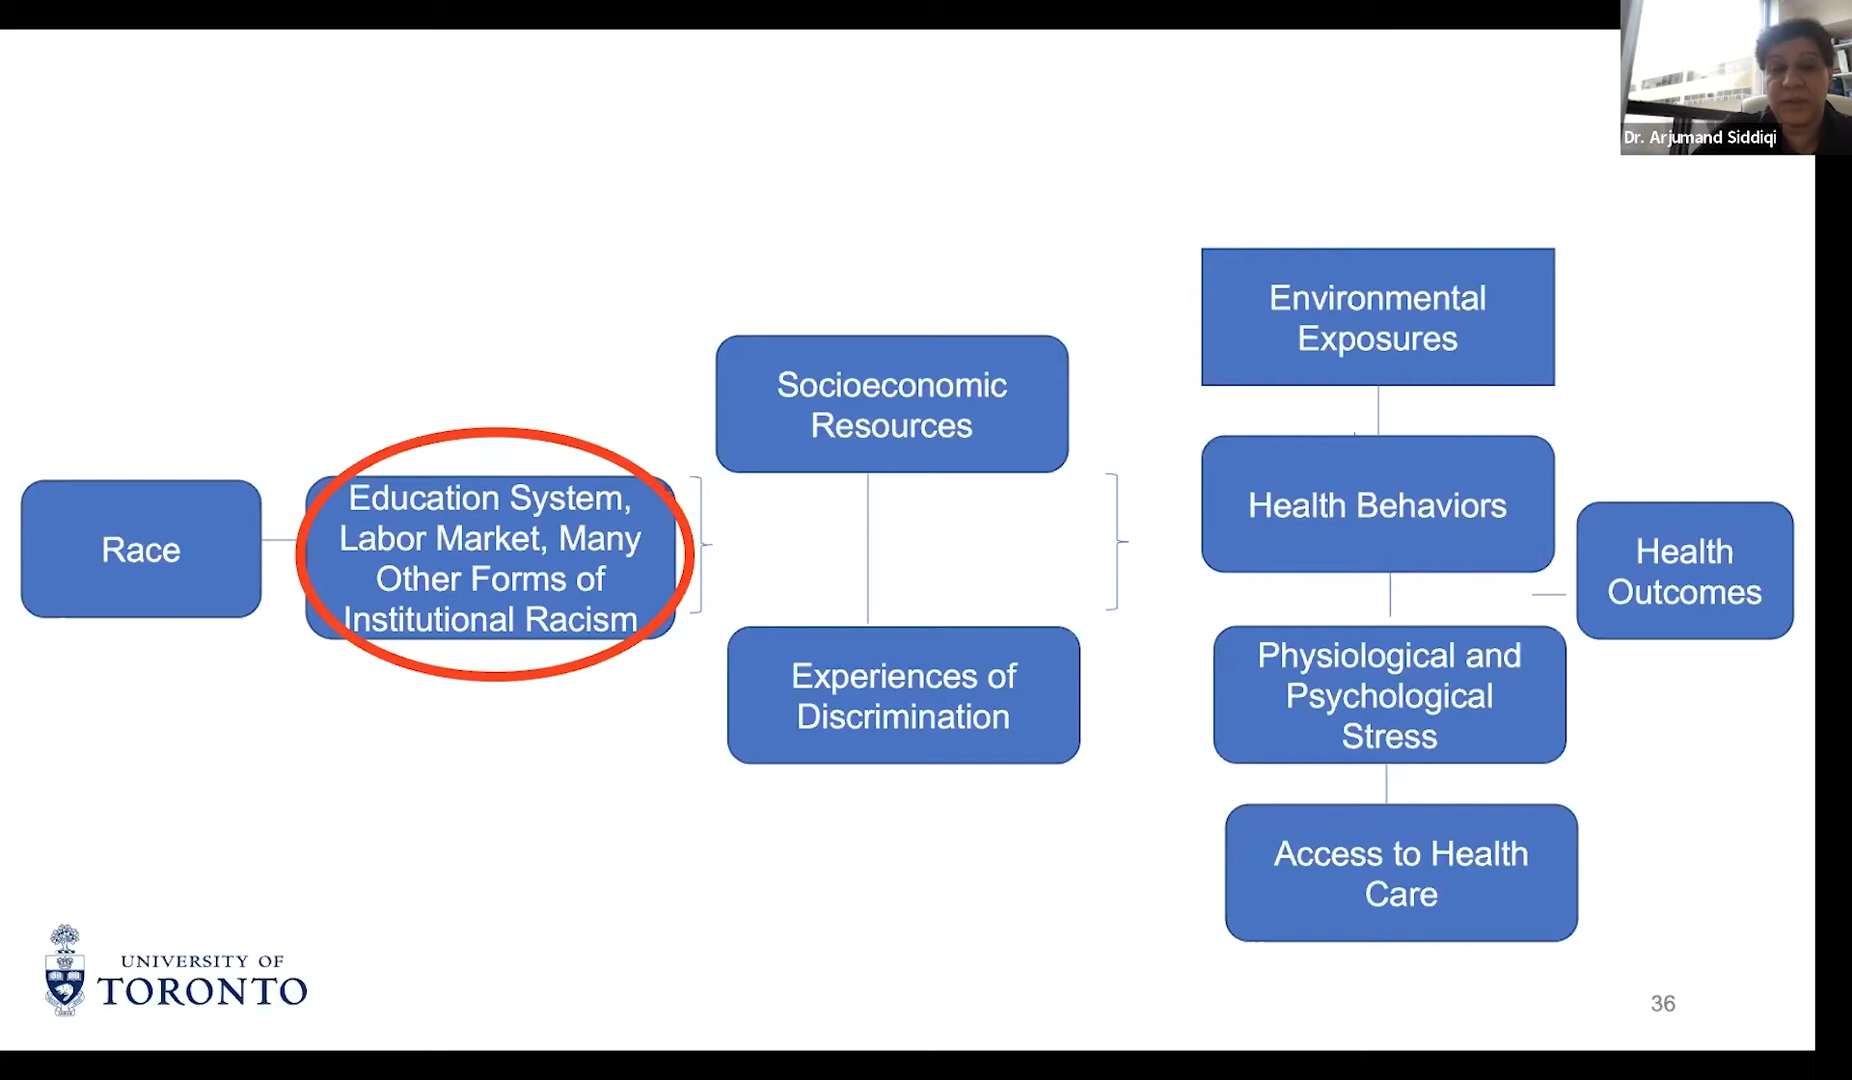 Dr. Arjumand Siddiqi
Race
Education System,
Labor Market, Many
Other Forms of
Institutional Racism
Socioeconomic
Resources
Experiences of
Discrimination
Environmental
Exposures
Health Behaviors
Physiological and
Psychological
Stress
Access to Health
Care
Health
Outcomes
UNIVERSITY OF
TORONTO
36